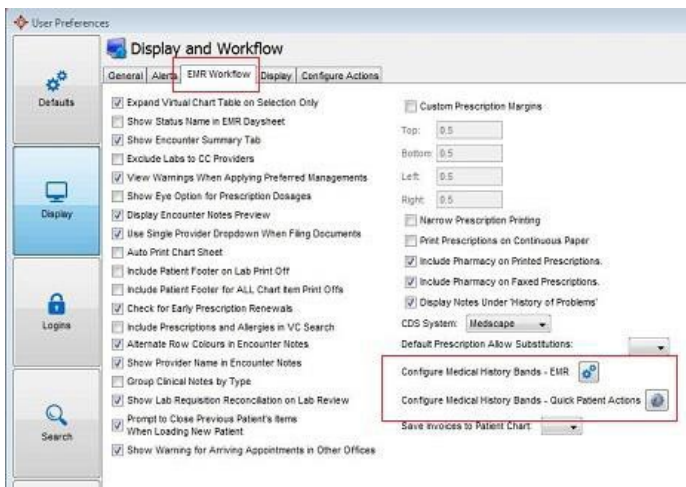 User Preferences
Display and Workflow
General Alerts EMR Workflow Display Configure Actions
Defaults
Display
Logins
Search
Expand Virtual Chart Table on Selection Only
Show Status Name in EMR Daysheet
Show Encounter Summary Tab
Exclude Labs to CC Providers
View Warnings When Applying Preferred Managements
Show Eye Option for Prescription Dosages
Display Encounter Notes Preview
Use Single Provider Dropdown When Filing Documents
Auto Print Chart Sheet
Include Patient Footer on Lab Print Off
Include Patient Footer for ALL Chart Item Print Offs
Check for Early Prescription Renewals
Include Prescriptions and Allergies in VC Search
Alternate Row Colours in Encounter Notes
Show Provider Name in Encounter Notes
Group Clinical Notes by Type
Show Lab Requisition Reconciliation on Lab Review
Prompt to Close Previous Patient's Items
When Loading New Patient
Show Warning for Arriving Appointments in Other Offices
Custom Prescription Margins
Top: 0.5
Bottom: 0.5
Left: 0.5
Right: 0.5
Narrow Prescription Printing
Print Prescriptions on Continuous Paper
Include Pharmacy on Printed Prescriptions.
Include Pharmacy on Faxed Prescriptions.
Display Notes Under 'History of Problems'
CDS System: Medscape
Default Prescription Allow Substitutions:
Configure Medical History Bands - EMR
Configure Medical History Bands - Quick Patient Actions
Save Invoices to Patient Chart: